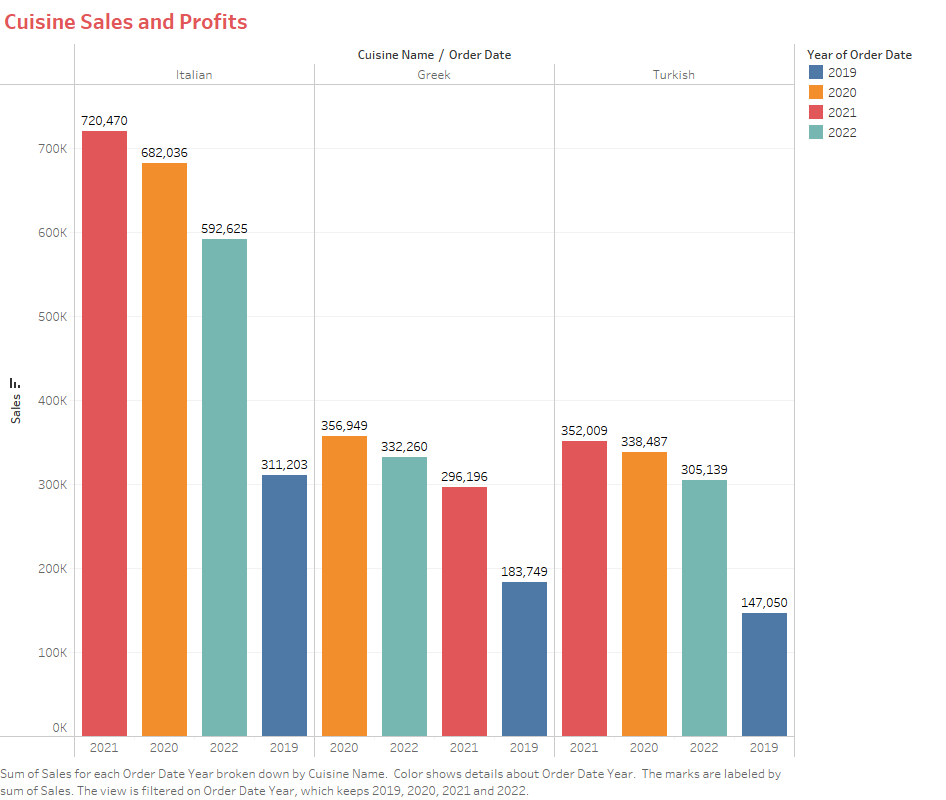 Cuisine Sales and Profits
Cuisine Name / Order Date
Italian Greek Turkish
Year of Order Date
2019
2020
2021
2022
Sales
700K
600K
500K
400K
300K
200K
100K
0K
720,470
682,036
592,625
311,203
356,949
332,260
296,196
183,749
352,009
338,487
305,139
147,050
2021 2020 2022 2019 2020 2022 2021 2019 2021 2020 2022 2019
Sum of Sales for each Order Date Year broken down by Cuisine Name.  Color shows details about Order Date Year.  The marks are labeled by
sum of Sales. The view is filtered on Order Date Year, which keeps 2019, 2020, 2021 and 2022.